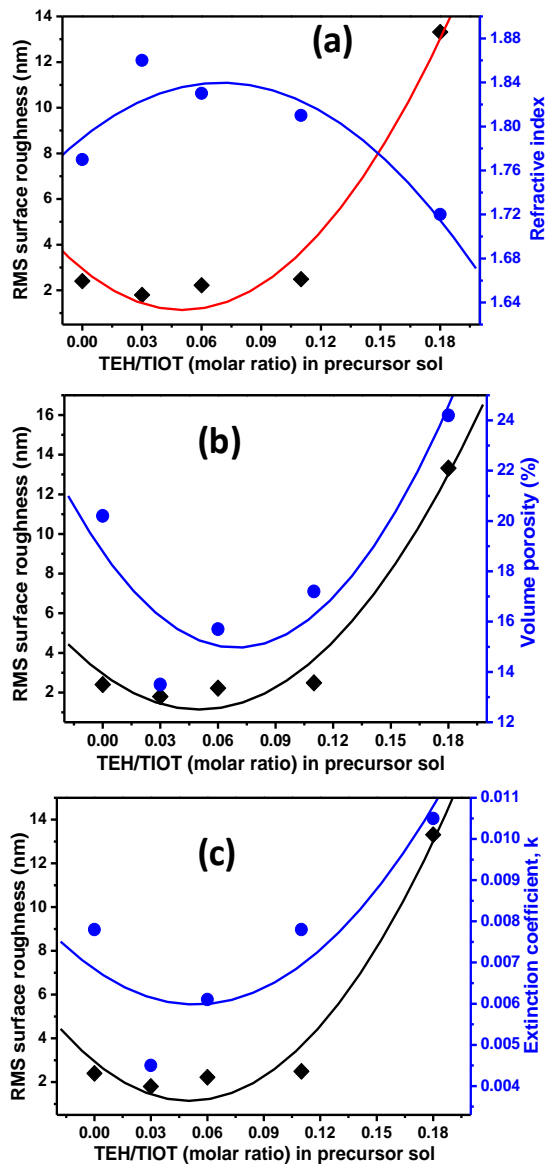 (a)
RMS surface roughness (nm)
14
12
10
8
6
4
2
1.88
1.84
1.80
1.76
1.72
1.68
1.64
Refractive index
0.00 0.03 0.06 0.09 0.12 0.15 0.18
TEH/TIOT (molar ratio) in precursor sol
(b)
RMS surface roughness (nm)
16
14
12
10
8
6
4
2
24
22
20
18
16
14
12
Volume porosity (%)
0.00 0.03 0.06 0.09 0.12 0.15 0.18
TEH/TIOT (molar ratio) in precursor sol
(c)
RMS surface roughness (nm)
14
12
10
8
6
4
2
0.011
0.010
0.009
0.008
0.007
0.006
0.005
0.004
Extinction coefficient, k
0.00 0.03 0.06 0.09 0.12 0.15 0.18
TEH/TIOT (molar ratio) in precursor sol